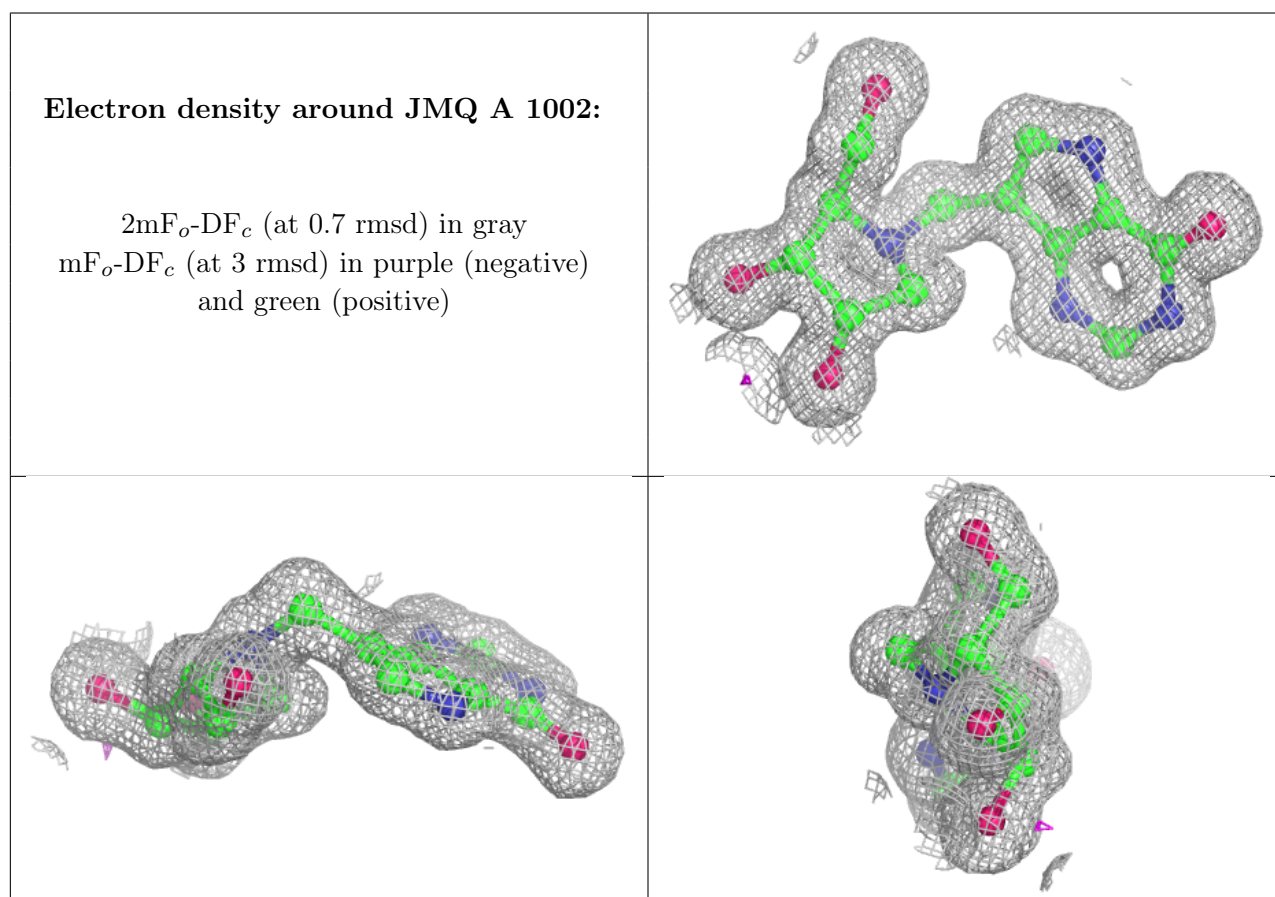 Electron density around JMQ A 1002:
2mFo-DFc (at 0.7 rmsd) in gray
mFo-DFc (at 3 rmsd) in purple (negative)
and green (positive)